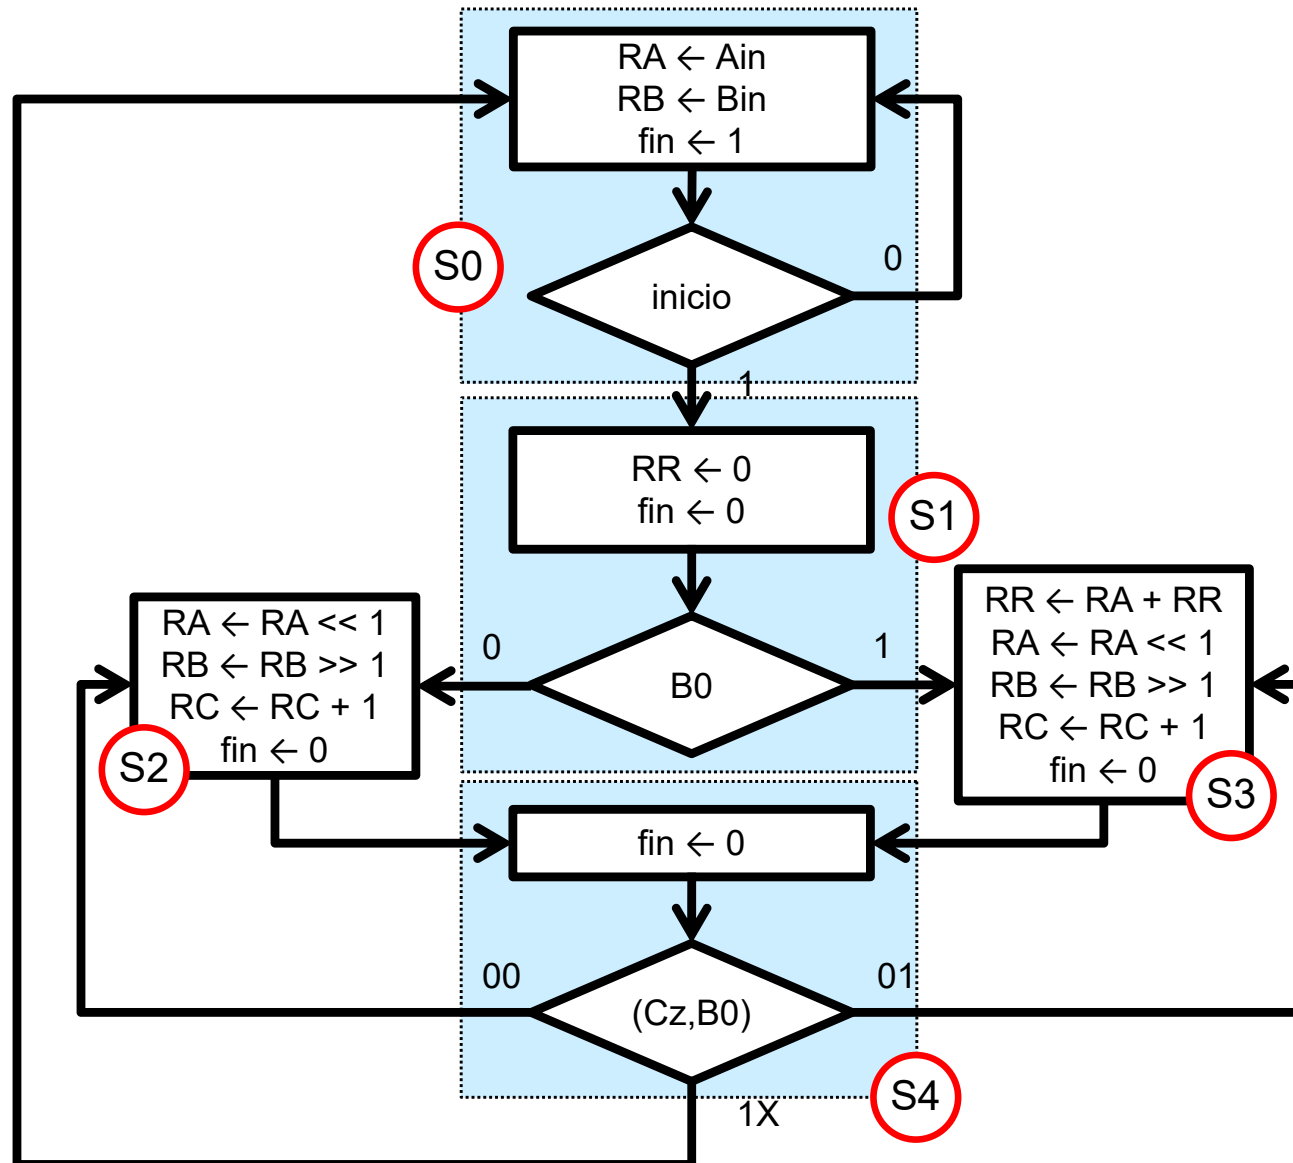 RA ← Ain
RB ← Bin
fin ← 1
S0
inicio
0
1
RR ← 0
fin ← 0
S1
B0
0
1
RA ← RA << 1
RB ← RB >> 1
RC ← RC + 1
fin ← 0
S2
RR ← RA + RR
RA ← RA << 1
RB ← RB >> 1
RC ← RC + 1
fin ← 0
S3
fin ← 0
00
(Cz,B0)
01
S4
1X